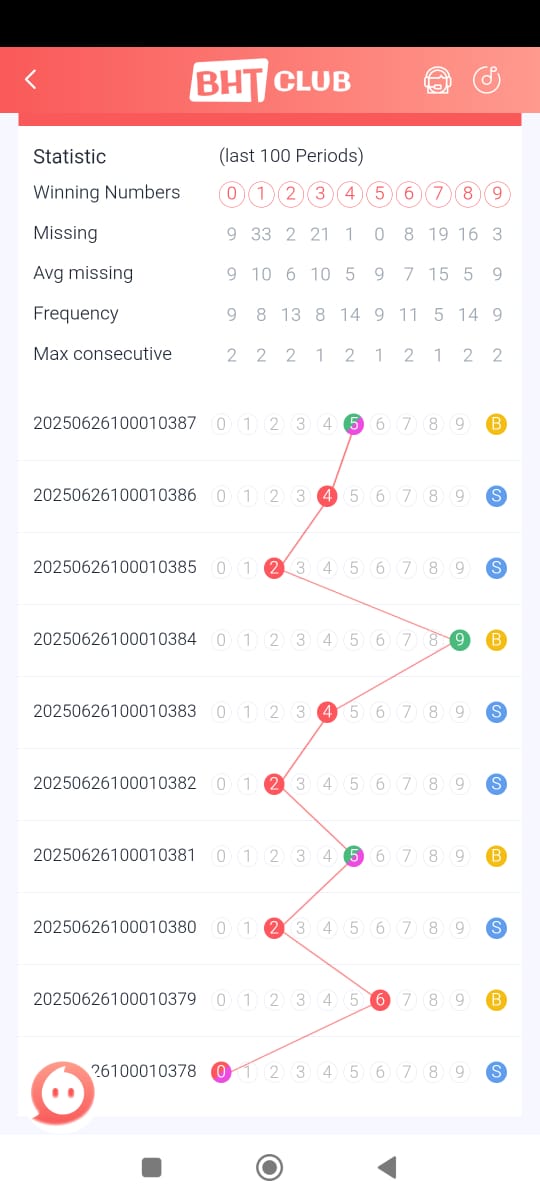 BHT CLUB
Statistic (last 100 Periods)
Winning Numbers 0 1 2 3 4 5 6 7 8 9
Missing 9 33 2 21 1 0 8 19 16 3
Avg missing 9 10 6 10 5 9 7 15 5 9
Frequency 9 8 13 8 14 9 11 5 14 9
Max consecutive 2 2 2 1 2 1 2 1 2 2
20250626100010387 0 1 2 3 4 5 6 7 8 9 B
20250626100010386 0 1 2 3 4 5 6 7 8 9 S
20250626100010385 0 1 2 3 4 5 6 7 8 9 S
20250626100010384 0 1 2 3 4 5 6 7 8 9 B
20250626100010383 0 1 2 3 4 5 6 7 8 9 S
20250626100010382 0 1 2 3 4 5 6 7 8 9 S
20250626100010381 0 1 2 3 4 5 6 7 8 9 B
20250626100010380 0 1 2 3 4 5 6 7 8 9 S
20250626100010379 0 1 2 3 4 5 6 7 8 9 B
26100010378 0 1 2 3 4 5 6 7 8 9 S